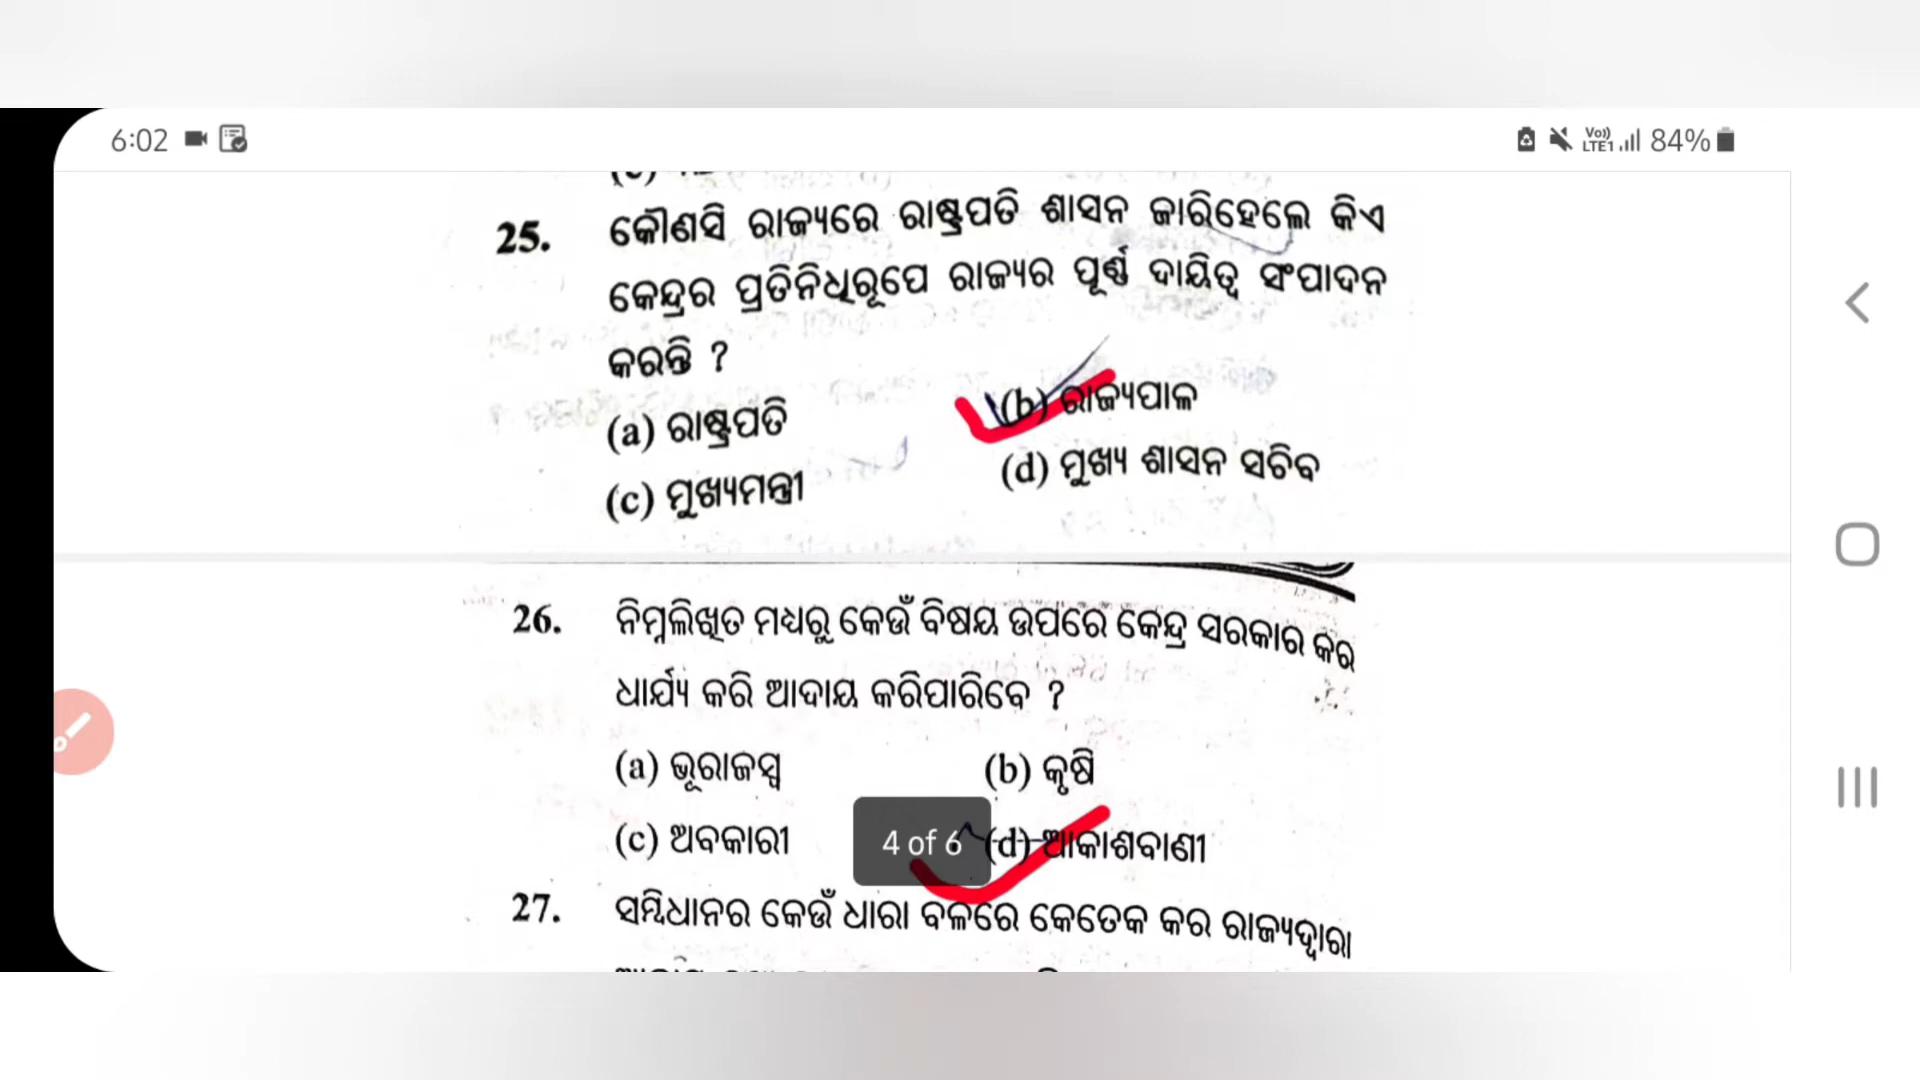 6:02
Vo)) LTE1 84%
25. କୌଣସି ରାଜ୍ୟରେ ରାଷ୍ଟ୍ରପତି ଶାସନ ଜାରିହେଲେ କିଏ
କେନ୍ଦ୍ରର ପ୍ରତିନିଧିରୂପେ ରାଜ୍ୟର ପୂର୍ଣ୍ଣ ଦାୟିତ୍ୱ ସଂପାଦନ
କରନ୍ତି ?
(a) ରାଷ୍ଟ୍ରପତି (b) ରାଜ୍ୟପାଳ
(c) ମୁଖ୍ୟମନ୍ତ୍ରୀ (d) ମୁଖ୍ୟ ଶାସନ ସଚିବ
26. ନିମ୍ନଲିଖିତ ମଧ୍ୟରୁ କେଉଁ ବିଷୟ ଉପରେ କେନ୍ଦ୍ର ସରକାର କର
ଧାର୍ଯ୍ୟ କରି ଆଦାୟ କରିପାରିବେ ?
(a) ଭୂରାଜସ୍ୱ (b) କୃଷି
(c) ଅବକାରୀ (d) ଆକାଶବାଣୀ
4 of 6
27. ସମ୍ବିଧାନର କେଉଁ ଧାରା ବଳରେ କେତେକ କର ରାଜ୍ୟଦ୍ୱାରା